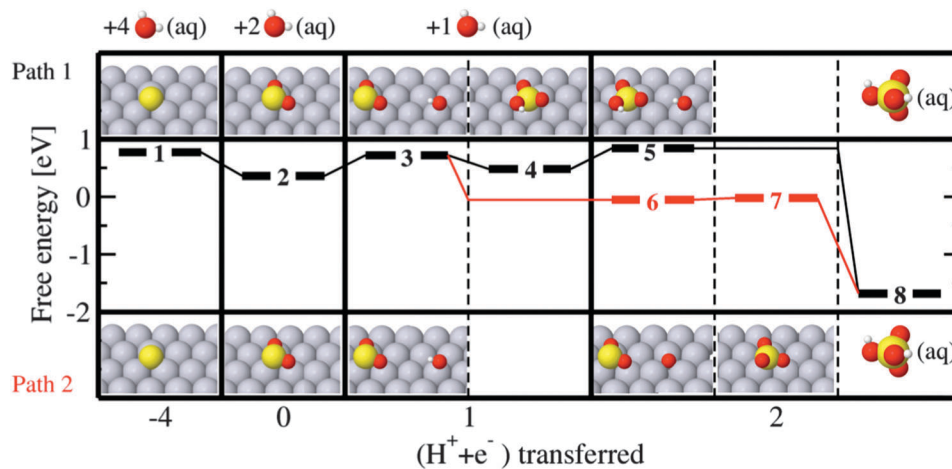 +4 (aq) +2 (aq) +1 (aq)
Path 1
(aq)
Free energy [eV]
1
0
-1
-2
1
2
3
4
5
6
7
8
Path 2
(aq)
-4 0 1 2
(H⁺+e⁻) transferred